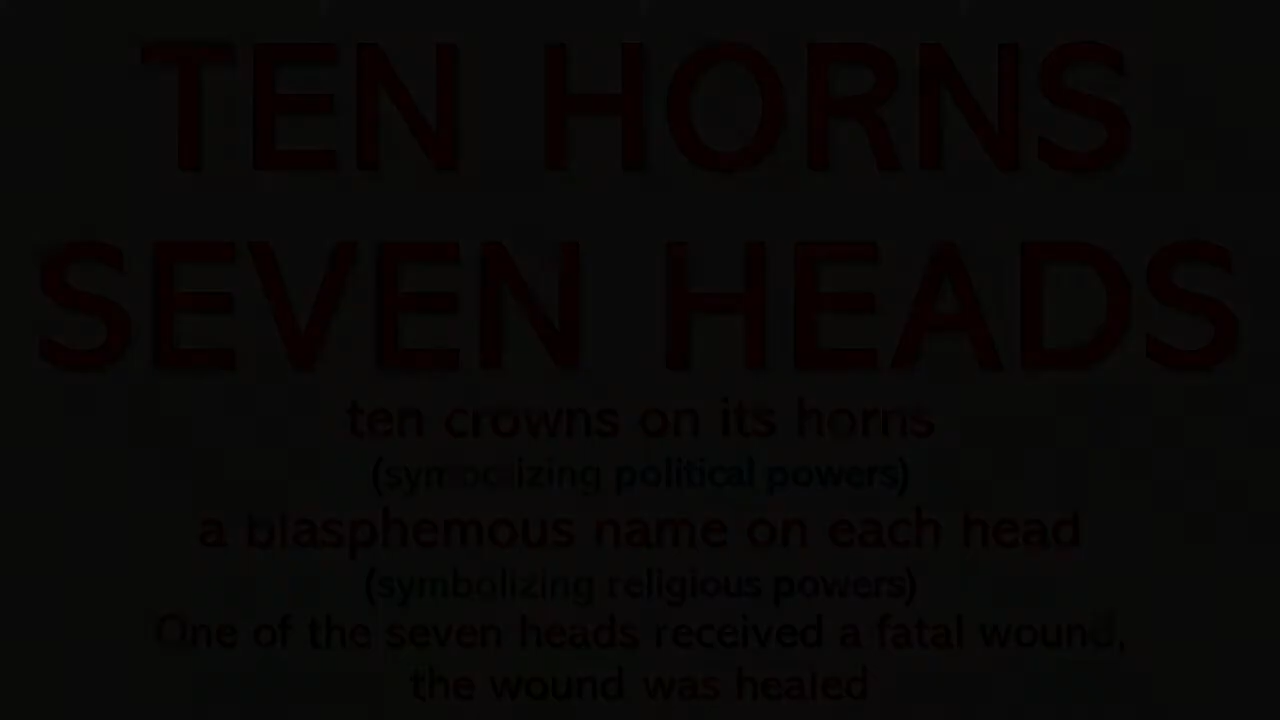 TEN HORNS
SEVEN HEADS
ten crowns on its horns
(symbolizing political powers)
a blasphemous name on each head
(symbolizing religious powers)
One of the seven heads received a fatal wound,
the wound was healed